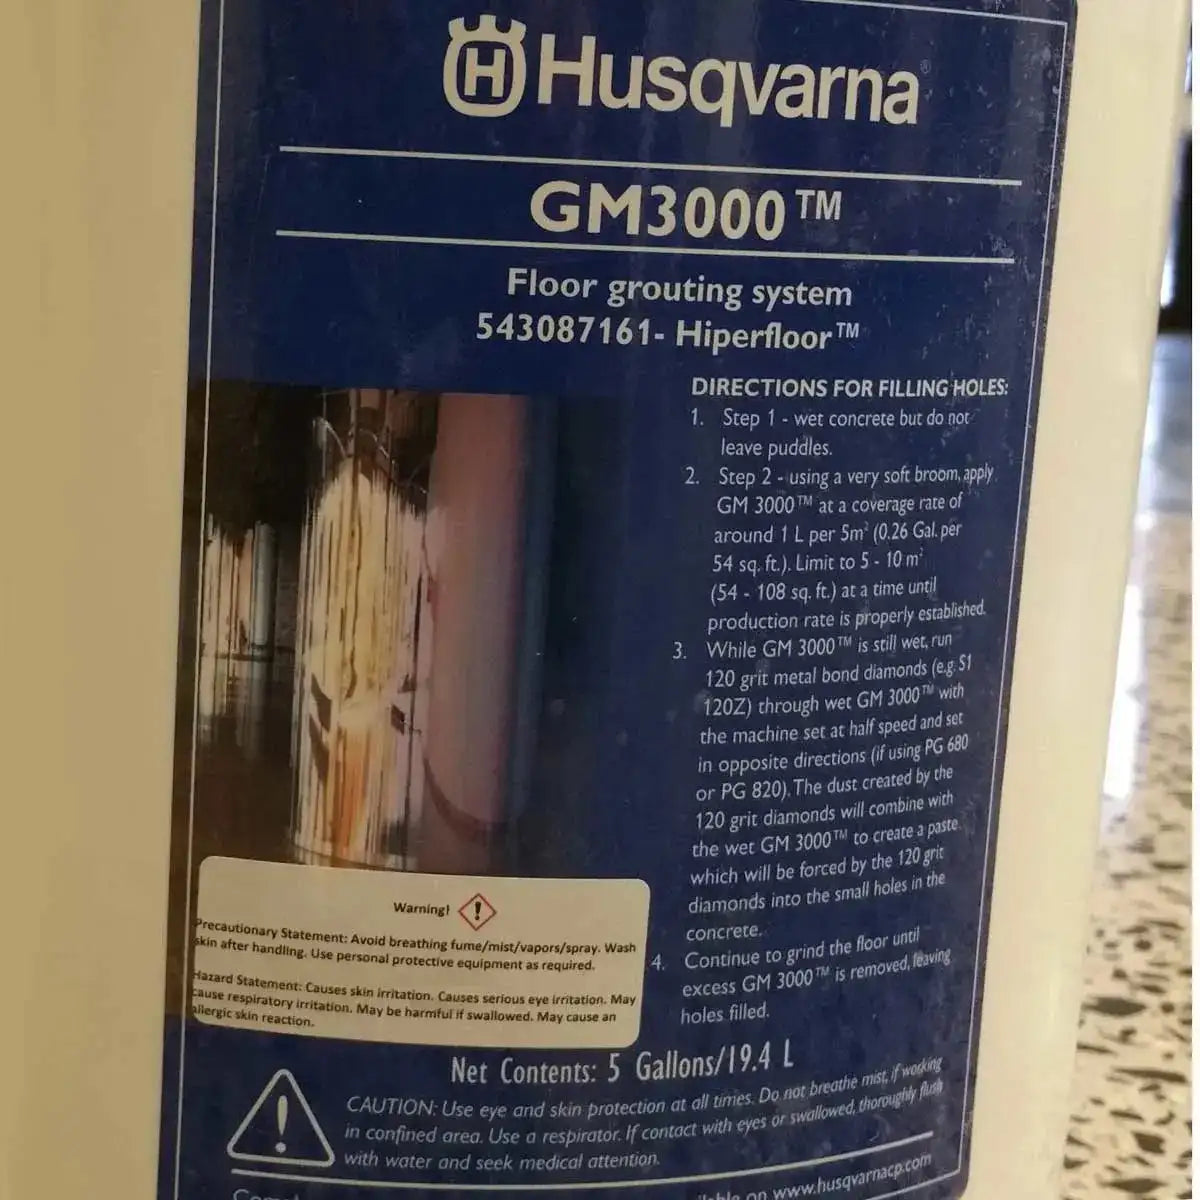 H Husqvarna®
GM3000™
Floor grouting system
543087161- Hiperfloor™
DIRECTIONS FOR FILLING HOLES:
1. Step 1 - wet concrete but do not
leave puddles.
2. Step 2 - using a very soft broom, apply
GM 3000™ at a coverage rate of
around 1 L per 5m² (0.26 Gal. per
54 sq. ft.). Limit to 5 - 10 m²
(54 - 108 sq. ft.) at a time until
production rate is properly established.
3. While GM 3000™ is still wet, run
120 grit metal bond diamonds (e.g. S1
120Z) through wet GM 3000™ with
the machine set at half speed and set
in opposite directions (if using PG 680
or PG 820). The dust created by the
120 grit diamonds will combine with
the wet GM 3000™ to create a paste
which will be forced by the 120 grit
diamonds into the small holes in the
concrete.
4. Continue to grind the floor until
excess GM 3000™ is removed, leaving
holes filled.
Warning!
Precautionary Statement: Avoid breathing fume/mist/vapors/spray. Wash
skin after handling. Use personal protective equipment as required.
Hazard Statement: Causes skin irritation. Causes serious eye irritation. May
cause respiratory irritation. May be harmful if swallowed. May cause an
allergic skin reaction.
Net Contents: 5 Gallons/19.4 L
CAUTION: Use eye and skin protection at all times. Do not breathe mist, if working
in confined area. Use a respirator. If contact with eyes or swallowed, thoroughly flush
with water and seek medical attention.
on www.husqvarnacp.com